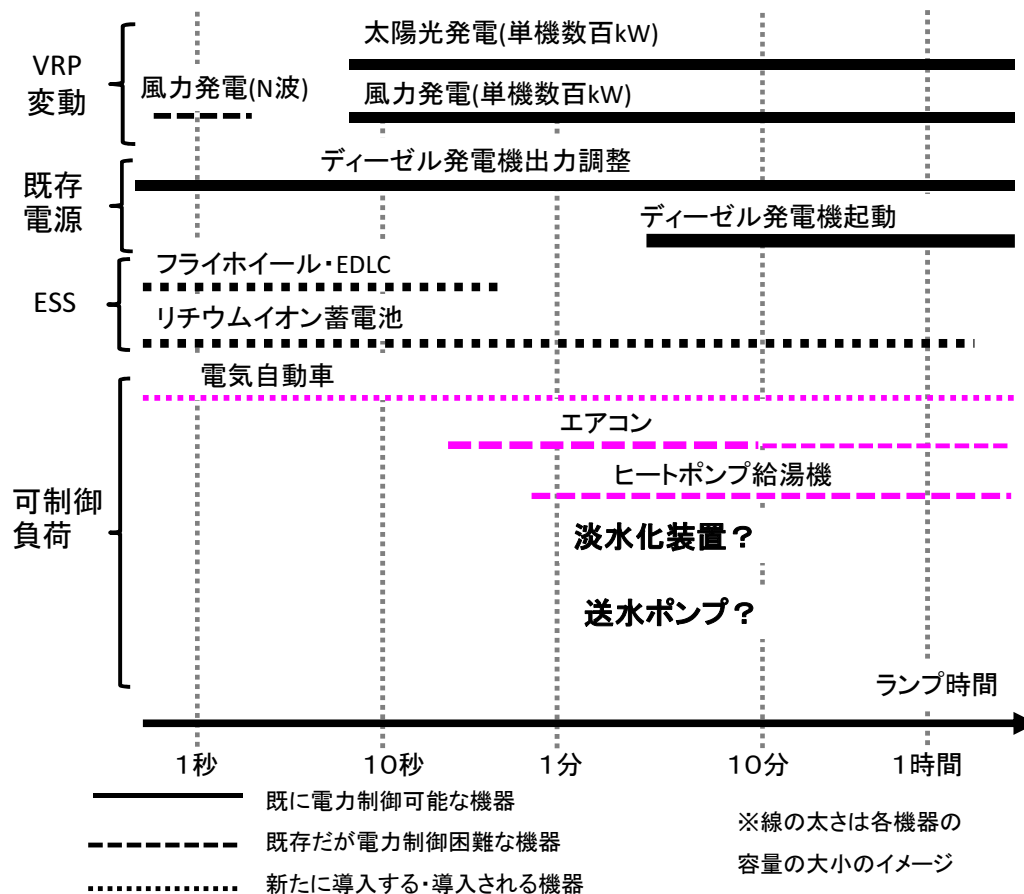 太陽光発電(単機数百kW)
VRP
変動
風力発電(N波)
風力発電(単機数百kW)
ディーゼル発電機出力調整
既存
電源
ディーゼル発電機起動
フライホイール・EDLC
ESS
リチウムイオン蓄電池
電気自動車
エアコン
ヒートポンプ給湯機
可制御
負荷
淡水化装置？
送水ポンプ？
ランプ時間
1秒
10秒
1分
10分
1時間
既に電力制御可能な機器
既存だが電力制御困難な機器
新たに導入する・導入される機器
※線の太さは各機器の
容量の大小のイメージ